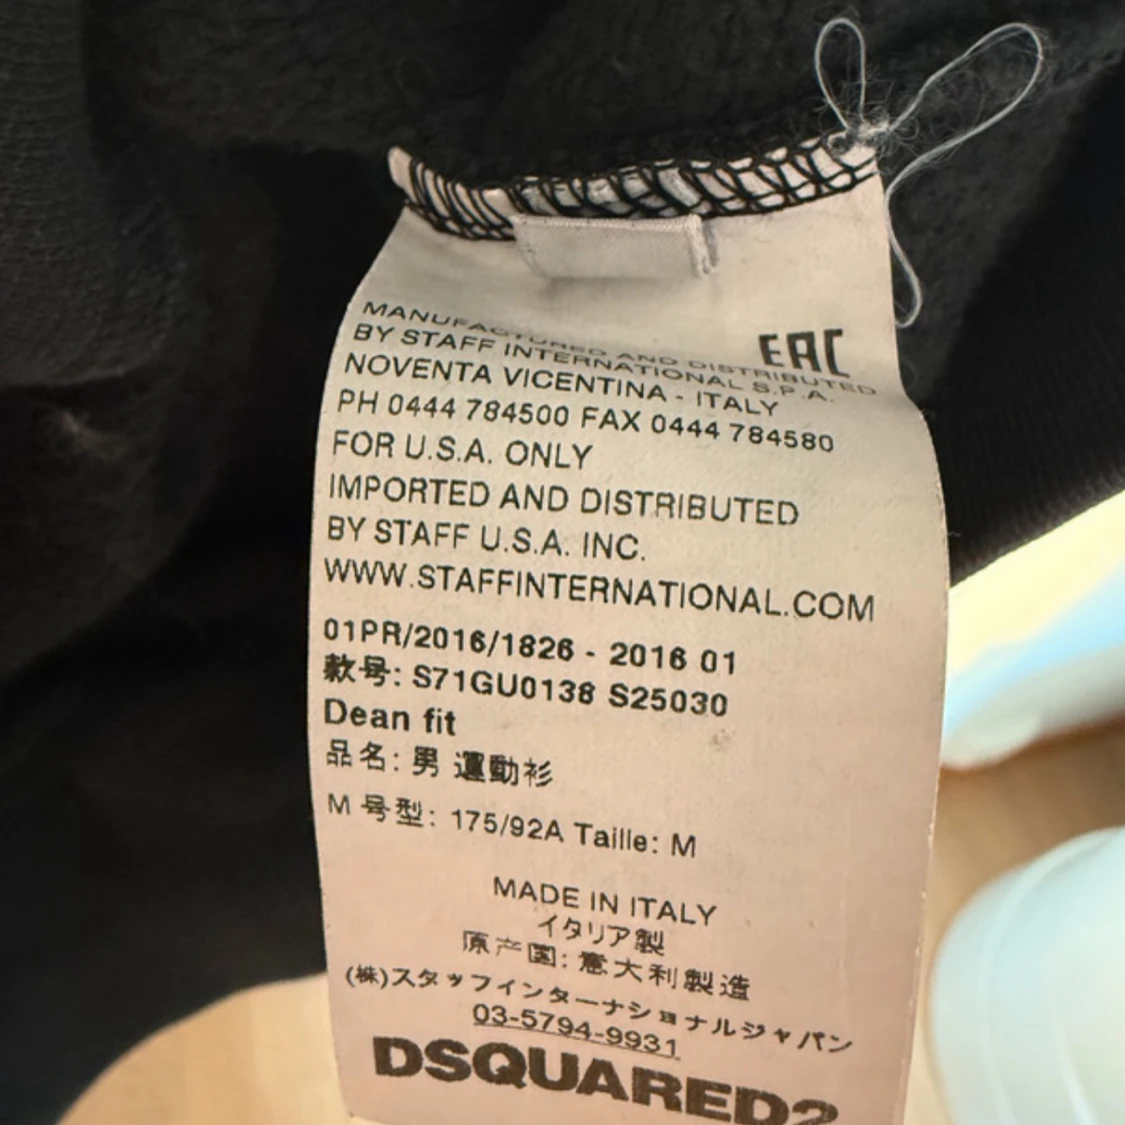 EAC
MANUFACTURED AND DISTRIBUTED
BY STAFF INTERNATIONAL S.P.A.
NOVENTA VICENTINA - ITALY
PH 0444 784500 FAX 0444 784580
FOR U.S.A. ONLY
IMPORTED AND DISTRIBUTED
BY STAFF U.S.A. INC.
WWW.STAFFINTERNATIONAL.COM
01PR/2016/1826 - 2016 01
款号: S71GU0138 S25030
Dean fit
品名: 男 運動衫
M 号型: 175/92A Taille: M
MADE IN ITALY
イタリア製
原产国: 意大利製造
(株)スタッフインターナショナルジャパン
03-5794-9931
DSQUARED2